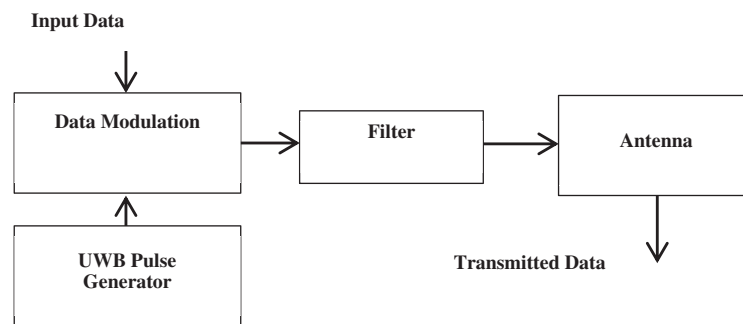 Input Data
Data Modulation
Filter
Antenna
UWB Pulse
Generator
Transmitted Data